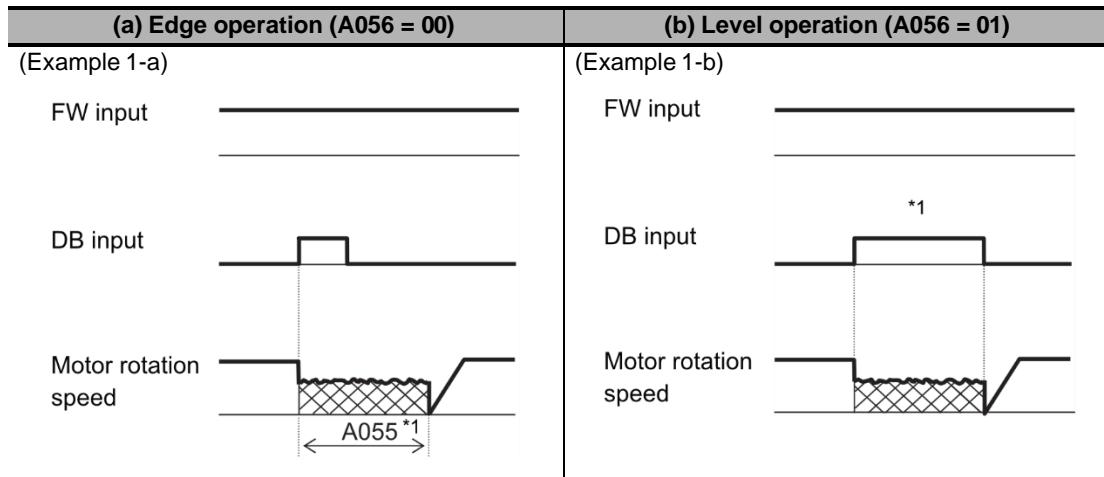 (a) Edge operation (A056 = 00)
(b) Level operation (A056 = 01)
(Example 1-a)
FW input
DB input
Motor rotation
speed
A055 *1
(Example 1-b)
FW input
*1
DB input
Motor rotation
speed